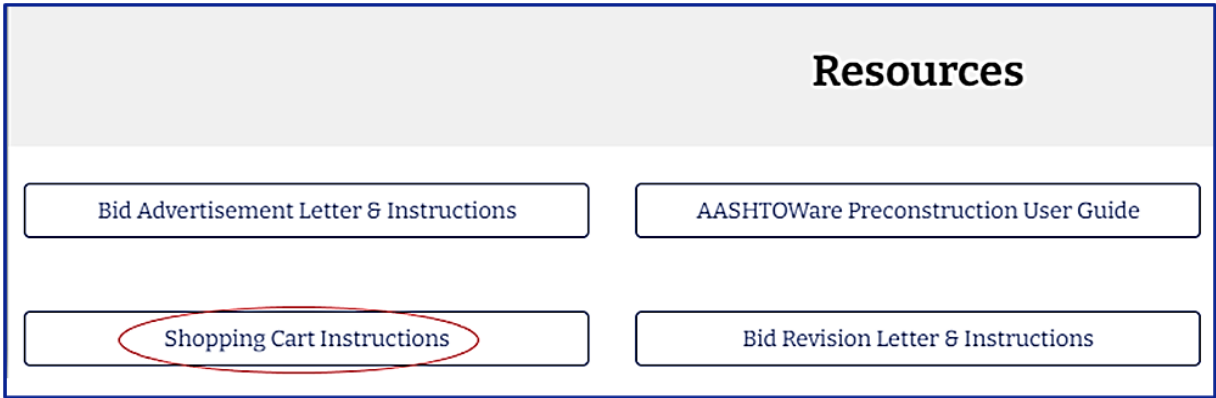 Resources
Bid Advertisement Letter & Instructions
AASHTOWare Preconstruction User Guide
Shopping Cart Instructions
Bid Revision Letter & Instructions